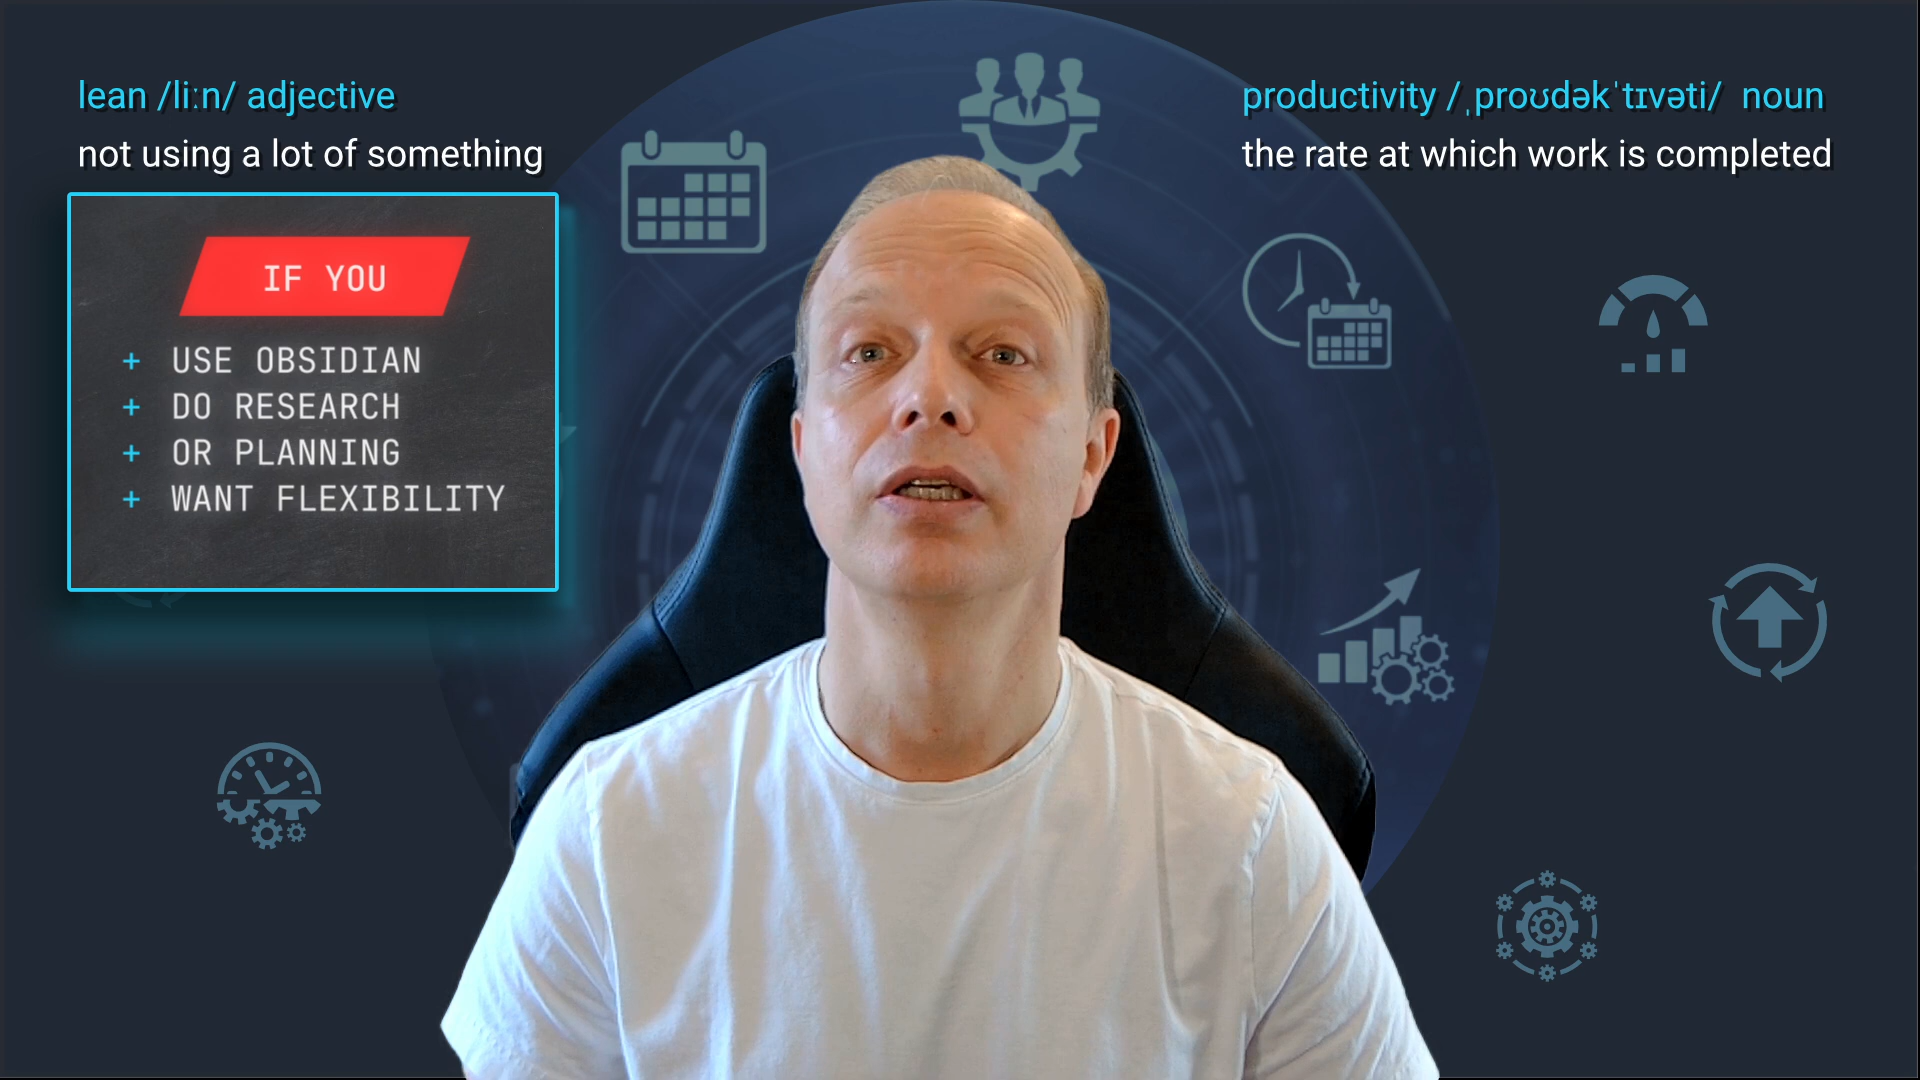 lean /liːn/ adjective
not using a lot of something
IF YOU
+ USE OBSIDIAN
+ DO RESEARCH
+ OR PLANNING
+ WANT FLEXIBILITY
productivity /ˌproʊdəkˈtɪvəti/ noun
the rate at which work is completed